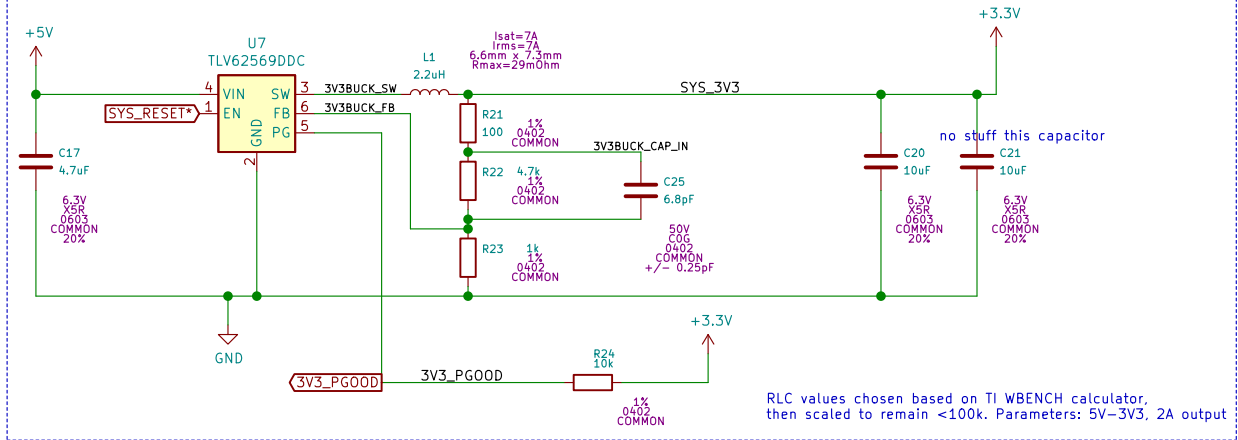 +5V
U7
TLV62569DDC
4
VIN
SW
3
3V3BUCK_SW
SYS_RESET*
1
EN
FB
6
3V3BUCK_FB
PG
5
GND
2
L1
2.2uH
Isat=7A
Irms=7A
6.6mm x 7.3mm
Rmax=29mOhm
SYS_3V3
+3.3V
R21
100
1%
0402
COMMON
3V3BUCK_CAP_IN
R22
4.7k
1%
0402
COMMON
C25
6.8pF
50V
C0G
0402
COMMON
+/- 0.25pF
R23
1k
1%
0402
COMMON
C17
4.7uF
6.3V
X5R
0603
COMMON
20%
no stuff this capacitor
C20
10uF
6.3V
X5R
0603
COMMON
20%
C21
10uF
6.3V
X5R
0603
COMMON
20%
GND
3V3_PGOOD
3V3_PGOOD
R24
10k
1%
0402
COMMON
+3.3V
RLC values chosen based on TI WBENCH calculator,
then scaled to remain <100k. Parameters: 5V-3V3, 2A output